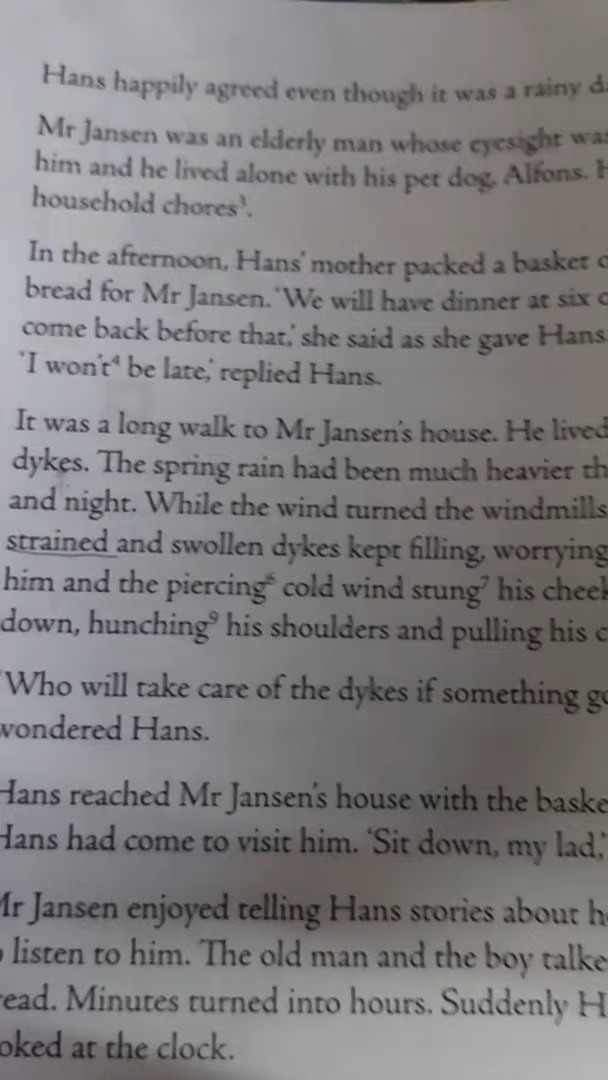 Hans happily agreed even though it was a rainy
Mr Jansen was an elderly man whose eyesight was
him and he lived alone with his pet dog, Alfons.
household chores³.
In the afternoon, Hans' mother packed a basket
bread for Mr Jansen. 'We will have dinner at six
come back before that,' she said as she gave Hans
'I won't⁴ be late,' replied Hans.
It was a long walk to Mr Jansen's house. He lived
dykes. The spring rain had been much heavier
and night. While the wind turned the windmills
strained and swollen dykes kept filling, worrying
him and the piercing⁶ cold wind stung⁷ his
down, hunching⁹ his shoulders and pulling his
'Who will take care of the dykes if something
wondered Hans.
Hans reached Mr Jansen's house with the
Hans had come to visit him. 'Sit down, my lad,'
Mr Jansen enjoyed telling Hans stories about
listen to him. The old man and the boy
Minutes turned into hours. Suddenly
at the clock.